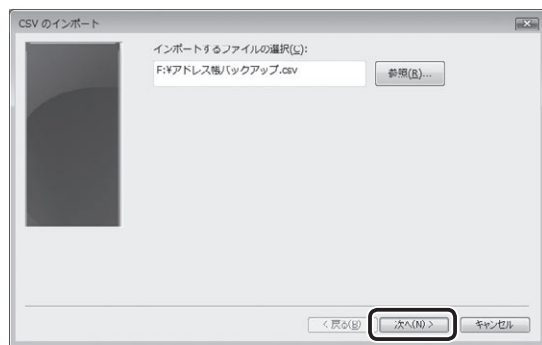 CSV のインポート
インポートするファイルの選択(C):
F:¥アドレス帳バックアップ.csv
参照(R)...
< 戻る(B)
次へ(N) >
キャンセル